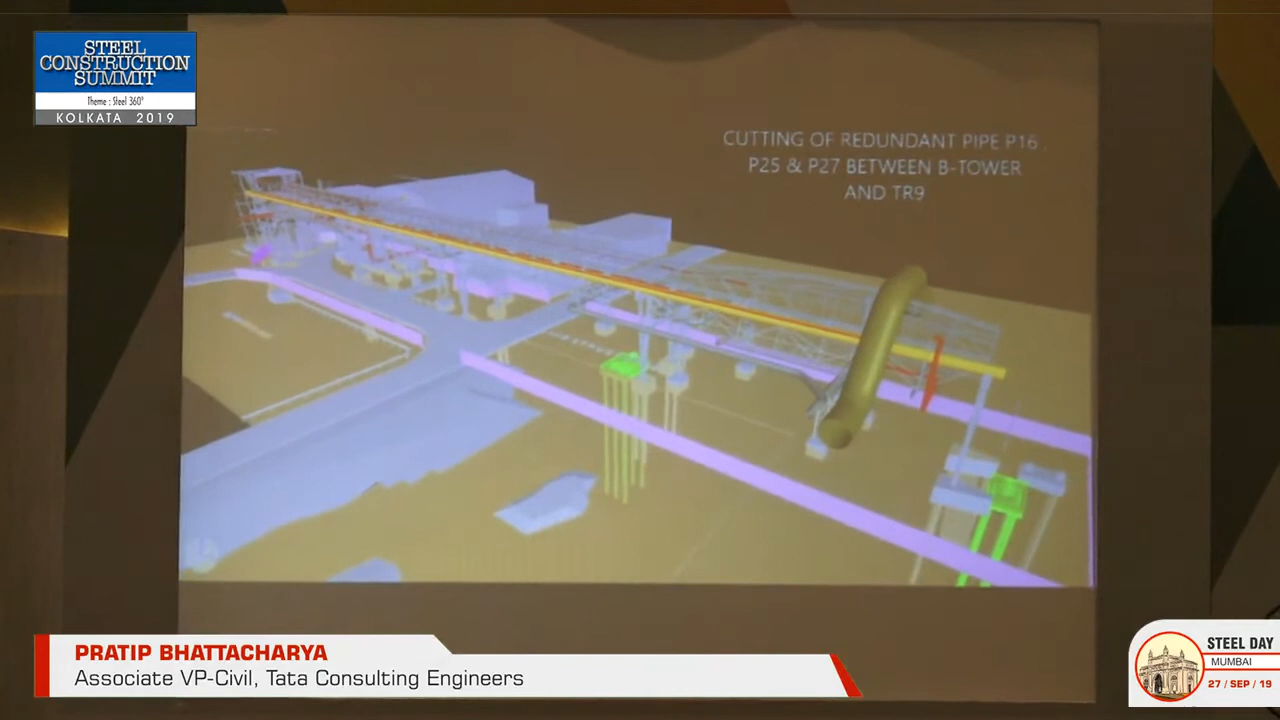 STEEL
CONSTRUCTION
SUMMIT
Theme : Steel 360°
KOLKATA 2019
CUTTING OF REDUNDANT PIPE P16 ,
P25 & P27 BETWEEN B-TOWER
AND TR9
PRATIP BHATTACHARYA
Associate VP-Civil, Tata Consulting Engineers
STEEL DAY
MUMBAI
27 / SEP / 19